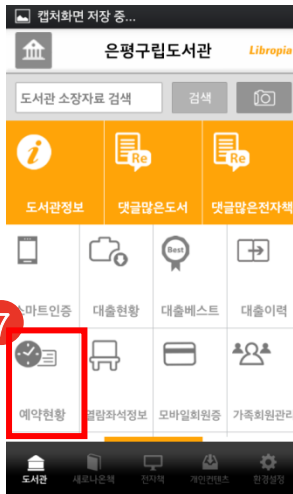 캡처화면 저장 중...
은평구립도서관
Libropia
도서관 소장자료 검색
검색
Re
Re
도서관정보
댓글많은도서
댓글많은전자책
Best
스마트인증
대출현황
대출베스트
대출이력
7
예약현황
열람좌석정보
모바일회원증
가족회원관리
도서관
새로나온책
전자책
개인컨텐츠
환경설정